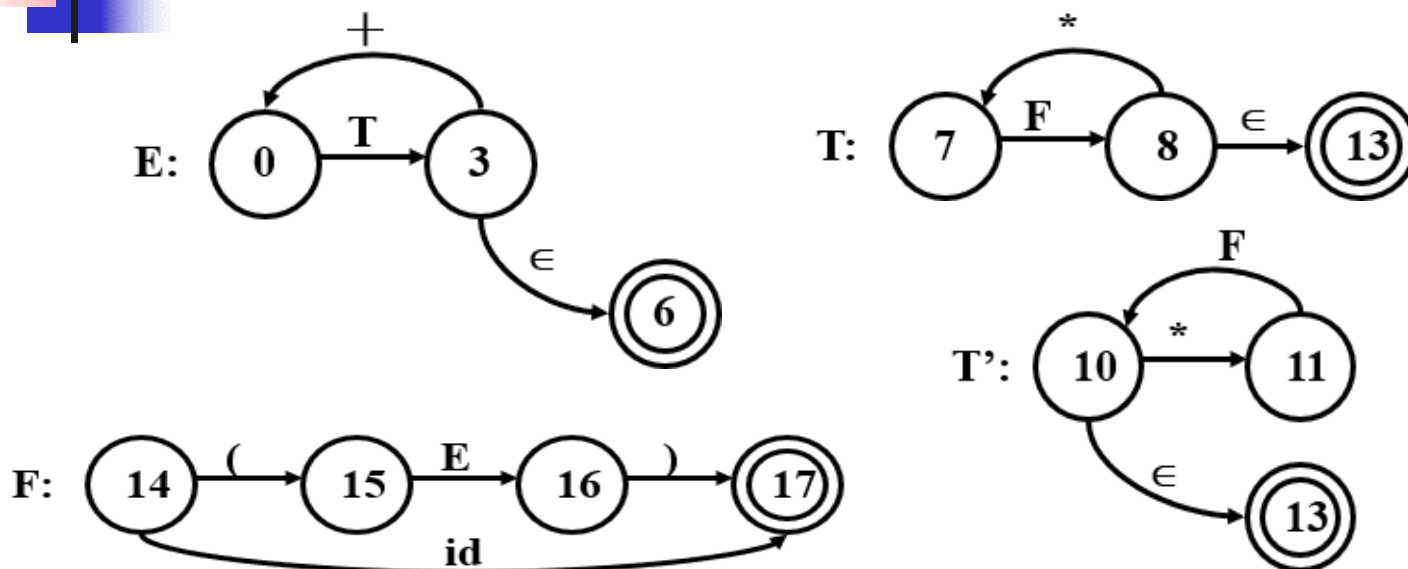 +
E: 0 T 3
∈
6
*
T: 7 F 8 ∈ 13
F
T’: 10 * 11
∈
13
F: 14 ( 15 E 16 ) 17
id